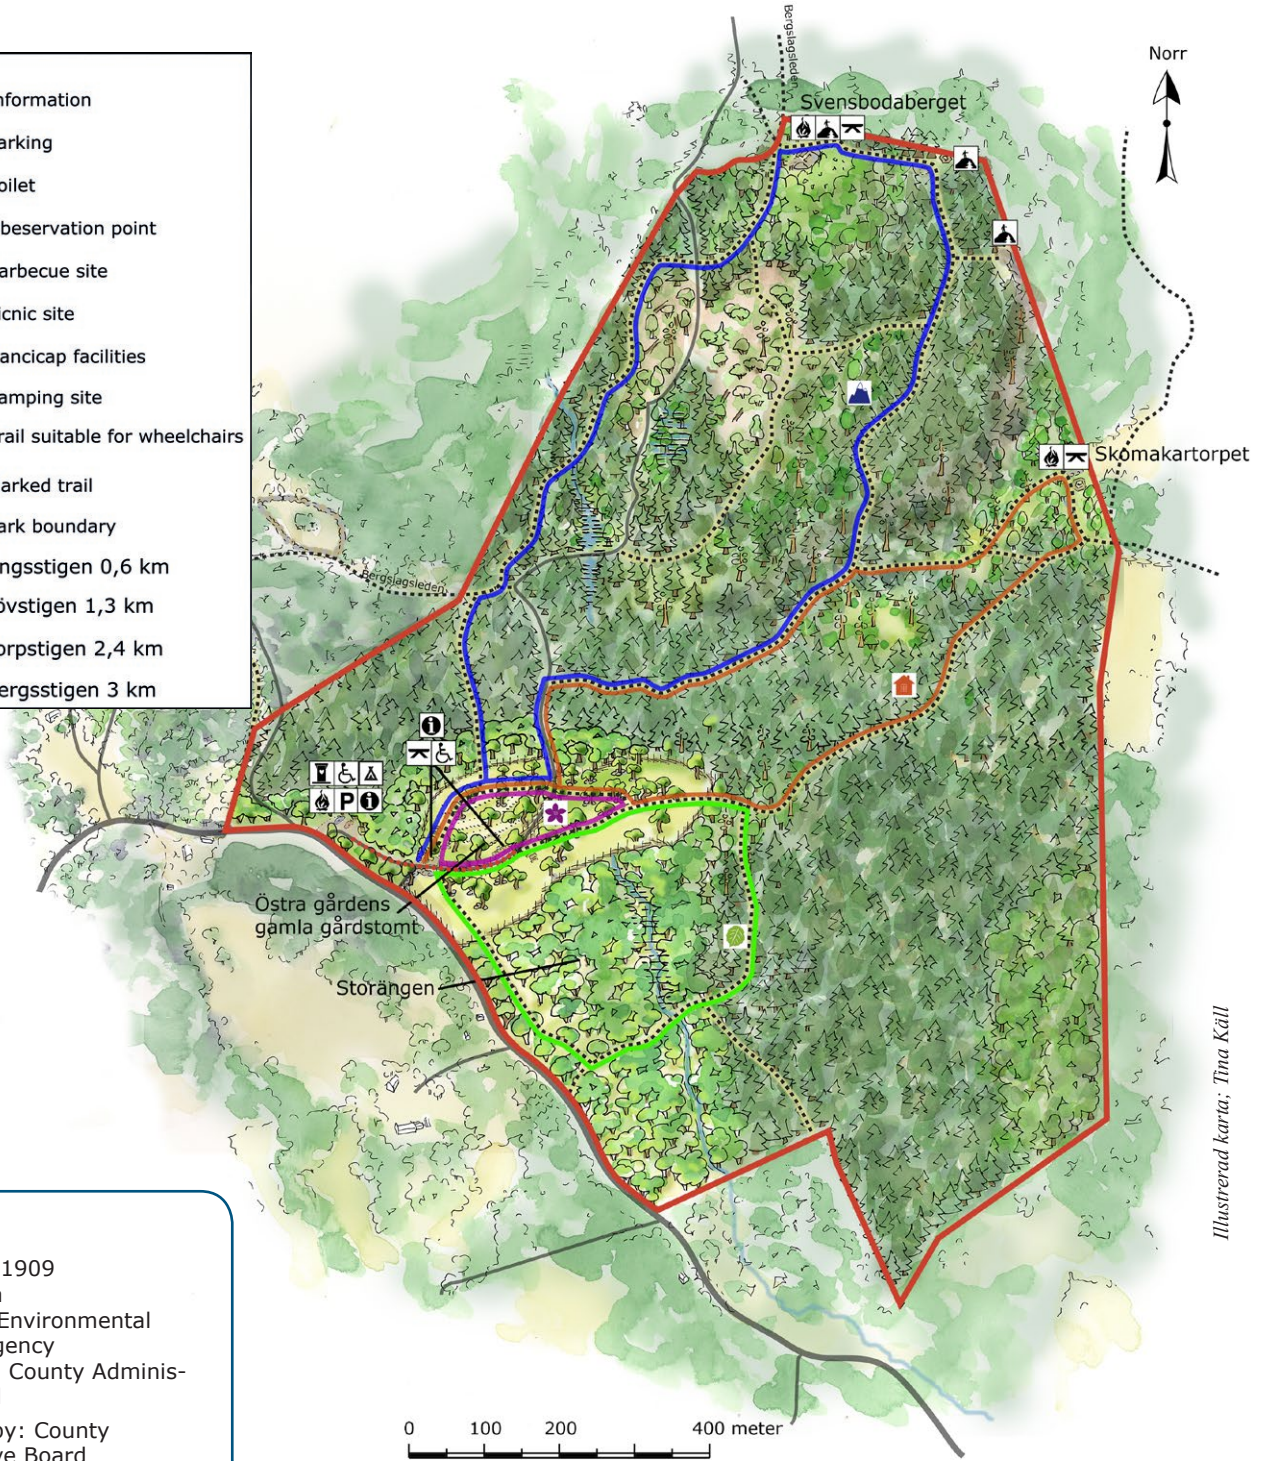 nformation
arking
oilet
beservation point
arbecue site
icnic site
ancicap facilities
amping site
rail suitable for wheelchairs
arked trail
ark boundary
ngsstigen 0,6 km
övstigen 1,3 km
orpstigen 2,4 km
ergsstigen 3 km
Bergslagsleden
Svensbodaberget
Norr
Skomakartorpet
Bergslagsleden
P
Östra gårdens
gamla gårdstomt
Storängen
Illustrerad karta; Tina Käll
1909
Environmental
gency
County Adminis-
by: County
ve Board
0 100 200 400 meter